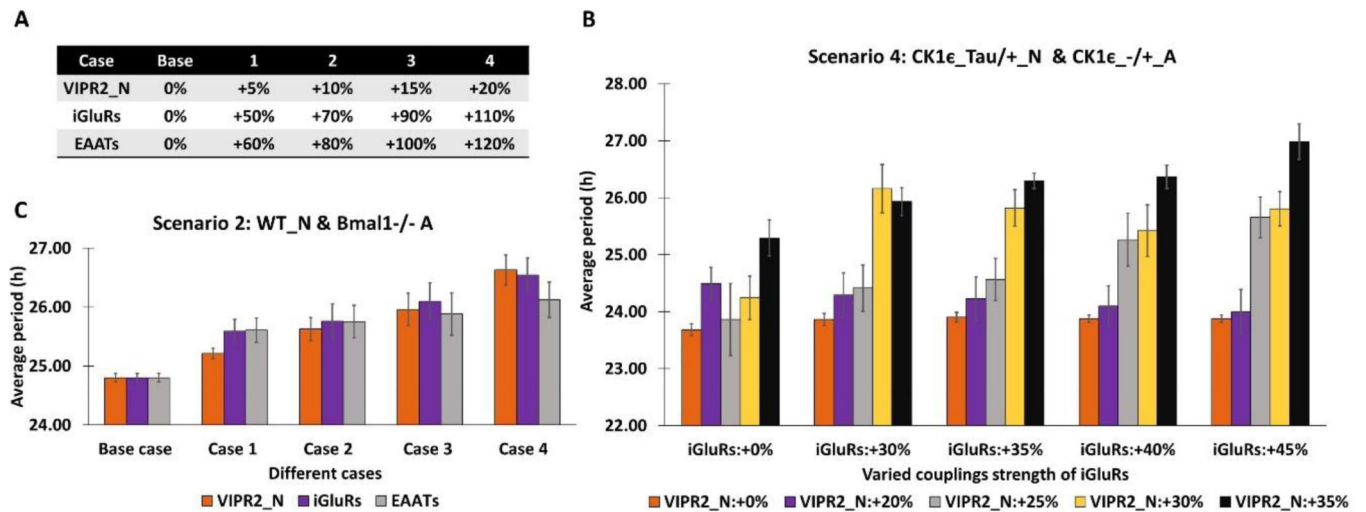 A
Case Base 1 2 3 4
VIPR2_N 0% +5% +10% +15% +20%
iGluRs 0% +50% +70% +90% +110%
EAATs 0% +60% +80% +100% +120%
C
Scenario 2: WT_N & Bmal1-/- A
Average period (h)
27.00
26.00
25.00
24.00
Base case Case 1 Case 2 Case 3 Case 4
Different cases
VIPR2_N iGluRs EAATs
B
Scenario 4: CK1ϵ_Tau/+_N & CK1ϵ_-/+_A
Average period (h)
28.00
27.00
26.00
25.00
24.00
23.00
22.00
iGluRs:+0% iGluRs:+30% iGluRs:+35% iGluRs:+40% iGluRs:+45%
Varied couplings strength of iGluRs
VIPR2_N:+0% VIPR2_N:+20% VIPR2_N:+25% VIPR2_N:+30% VIPR2_N:+35%